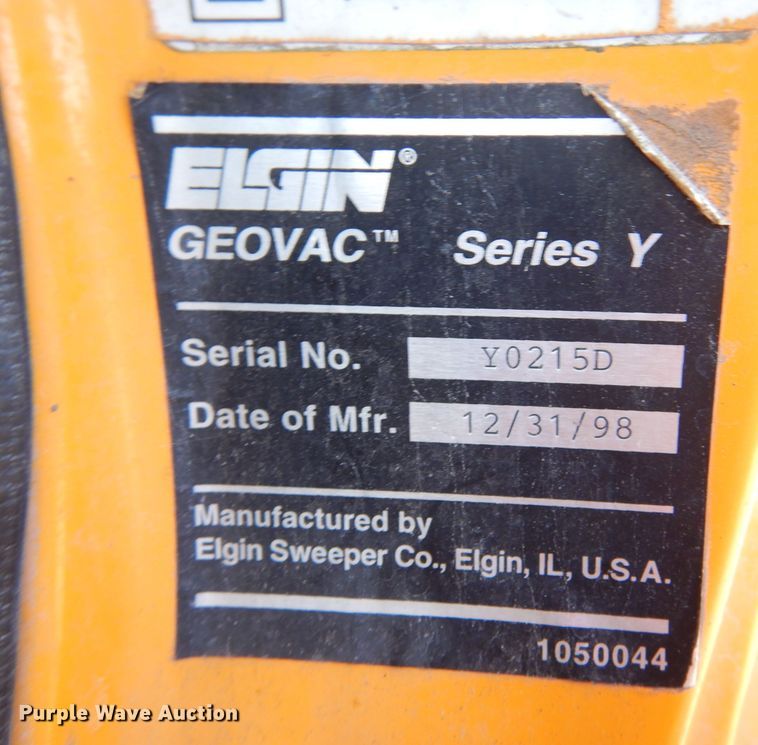 ELGIN®
GEOVAC™ Series Y
Serial No. Y0215D
Date of Mfr. 12/31/98
Manufactured by
Elgin Sweeper Co., Elgin, IL, U.S.A.
1050044
Purple Wave Auction